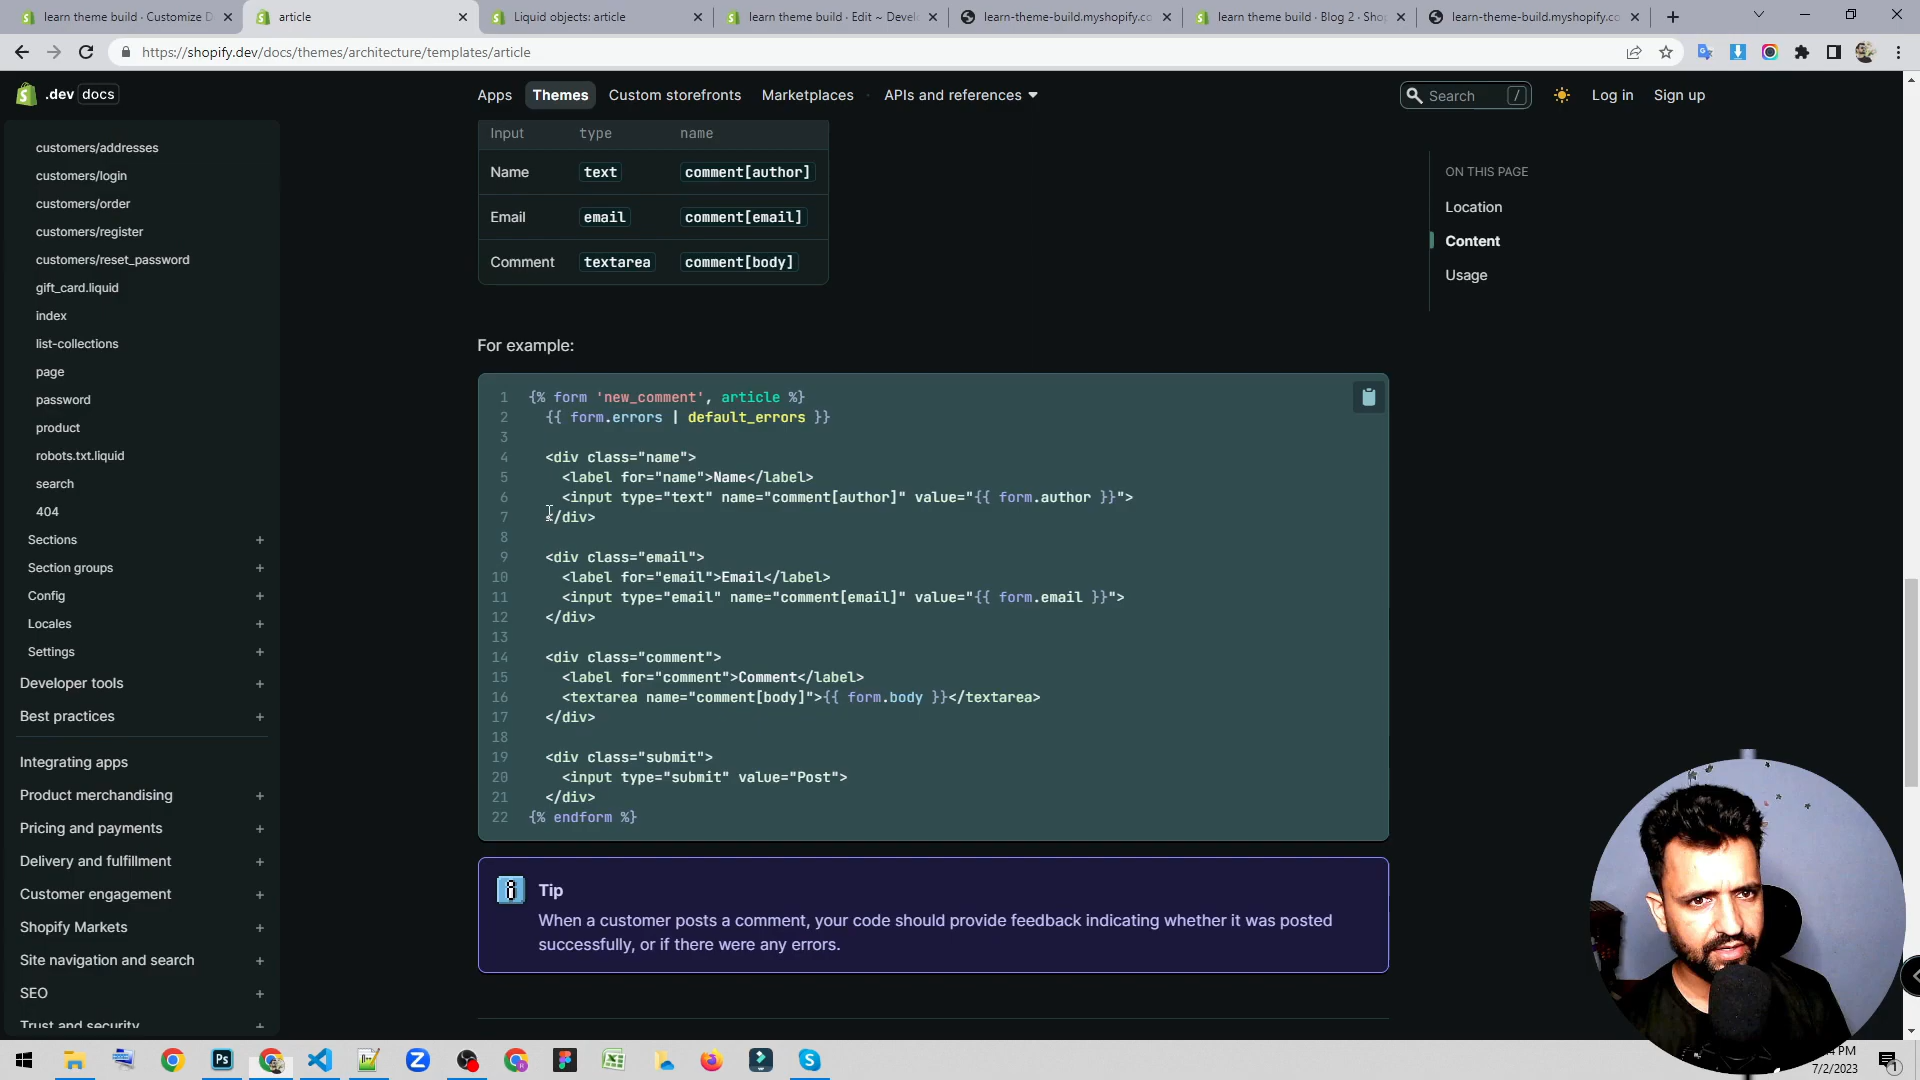 learn theme build · Customize D
article
Liquid objects: article
learn theme build · Edit ~ Devel
learn-theme-build.myshopify.co
learn theme build · Blog 2 · Shop
learn-theme-build.myshopify.co
https://shopify.dev/docs/themes/architecture/templates/article
.dev docs
Apps
Themes
Custom storefronts
Marketplaces
APIs and references
Search /
Log in
Sign up
customers/addresses
customers/login
customers/order
customers/register
customers/reset_password
gift_card.liquid
index
list-collections
page
password
product
robots.txt.liquid
search
404
Sections +
Section groups +
Config +
Locales +
Settings +
Developer tools +
Best practices +
Integrating apps
Product merchandising +
Pricing and payments +
Delivery and fulfillment +
Customer engagement +
Shopify Markets +
Site navigation and search +
SEO +
Trust and security +
Input type name
Name text comment[author]
Email email comment[email]
Comment textarea comment[body]
For example:
1 {% form 'new_comment', article %}
2 {{ form.errors | default_errors }}
3
4 <div class="name">
5 <label for="name">Name</label>
6 <input type="text" name="comment[author]" value="{{ form.author }}">
7 </div>
8
9 <div class="email">
10 <label for="email">Email</label>
11 <input type="email" name="comment[email]" value="{{ form.email }}">
12 </div>
13
14 <div class="comment">
15 <label for="comment">Comment</label>
16 <textarea name="comment[body]">{{ form.body }}</textarea>
17 </div>
18
19 <div class="submit">
20 <input type="submit" value="Post">
21 </div>
22 {% endform %}
Tip
When a customer posts a comment, your code should provide feedback indicating whether it was posted
successfully, or if there were any errors.
ON THIS PAGE
Location
Content
Usage
Ps
PM
7/2/2023